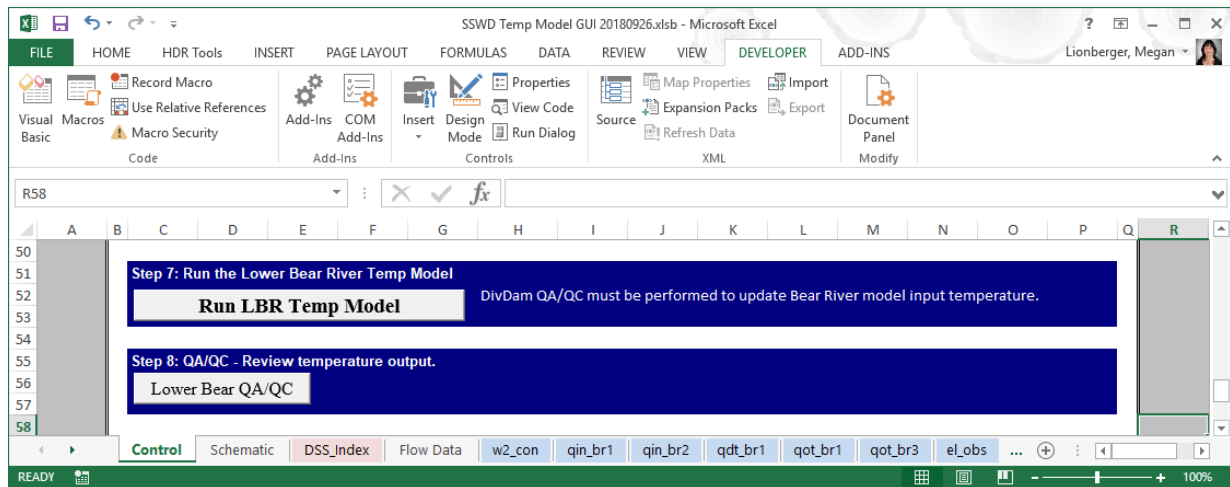 SSWD Temp Model GUI 20180926.xlsb - Microsoft Excel
FILE HOME HDR Tools INSERT PAGE LAYOUT FORMULAS DATA REVIEW VIEW DEVELOPER ADD-INS Lionberger, Megan
Visual Basic
Macros
Record Macro
Use Relative References
Macro Security
Code
Add-Ins
COM Add-Ins
Add-Ins
Insert
Design Mode
Properties
View Code
Run Dialog
Controls
Source
Map Properties
Expansion Packs
Refresh Data
Import
Export
XML
Document Panel
Modify
R58
fx
A B C D E F G H I J K L M N O P Q R
50
51
52
53
54
55
56
57
58
Step 7: Run the Lower Bear River Temp Model
Run LBR Temp Model
DivDam QA/QC must be performed to update Bear River model input temperature.
Step 8: QA/QC - Review temperature output.
Lower Bear QA/QC
Control Schematic DSS_Index Flow Data w2_con qin_br1 qin_br2 qdt_br1 qot_br1 qot_br3 el_obs ...
READY 100%